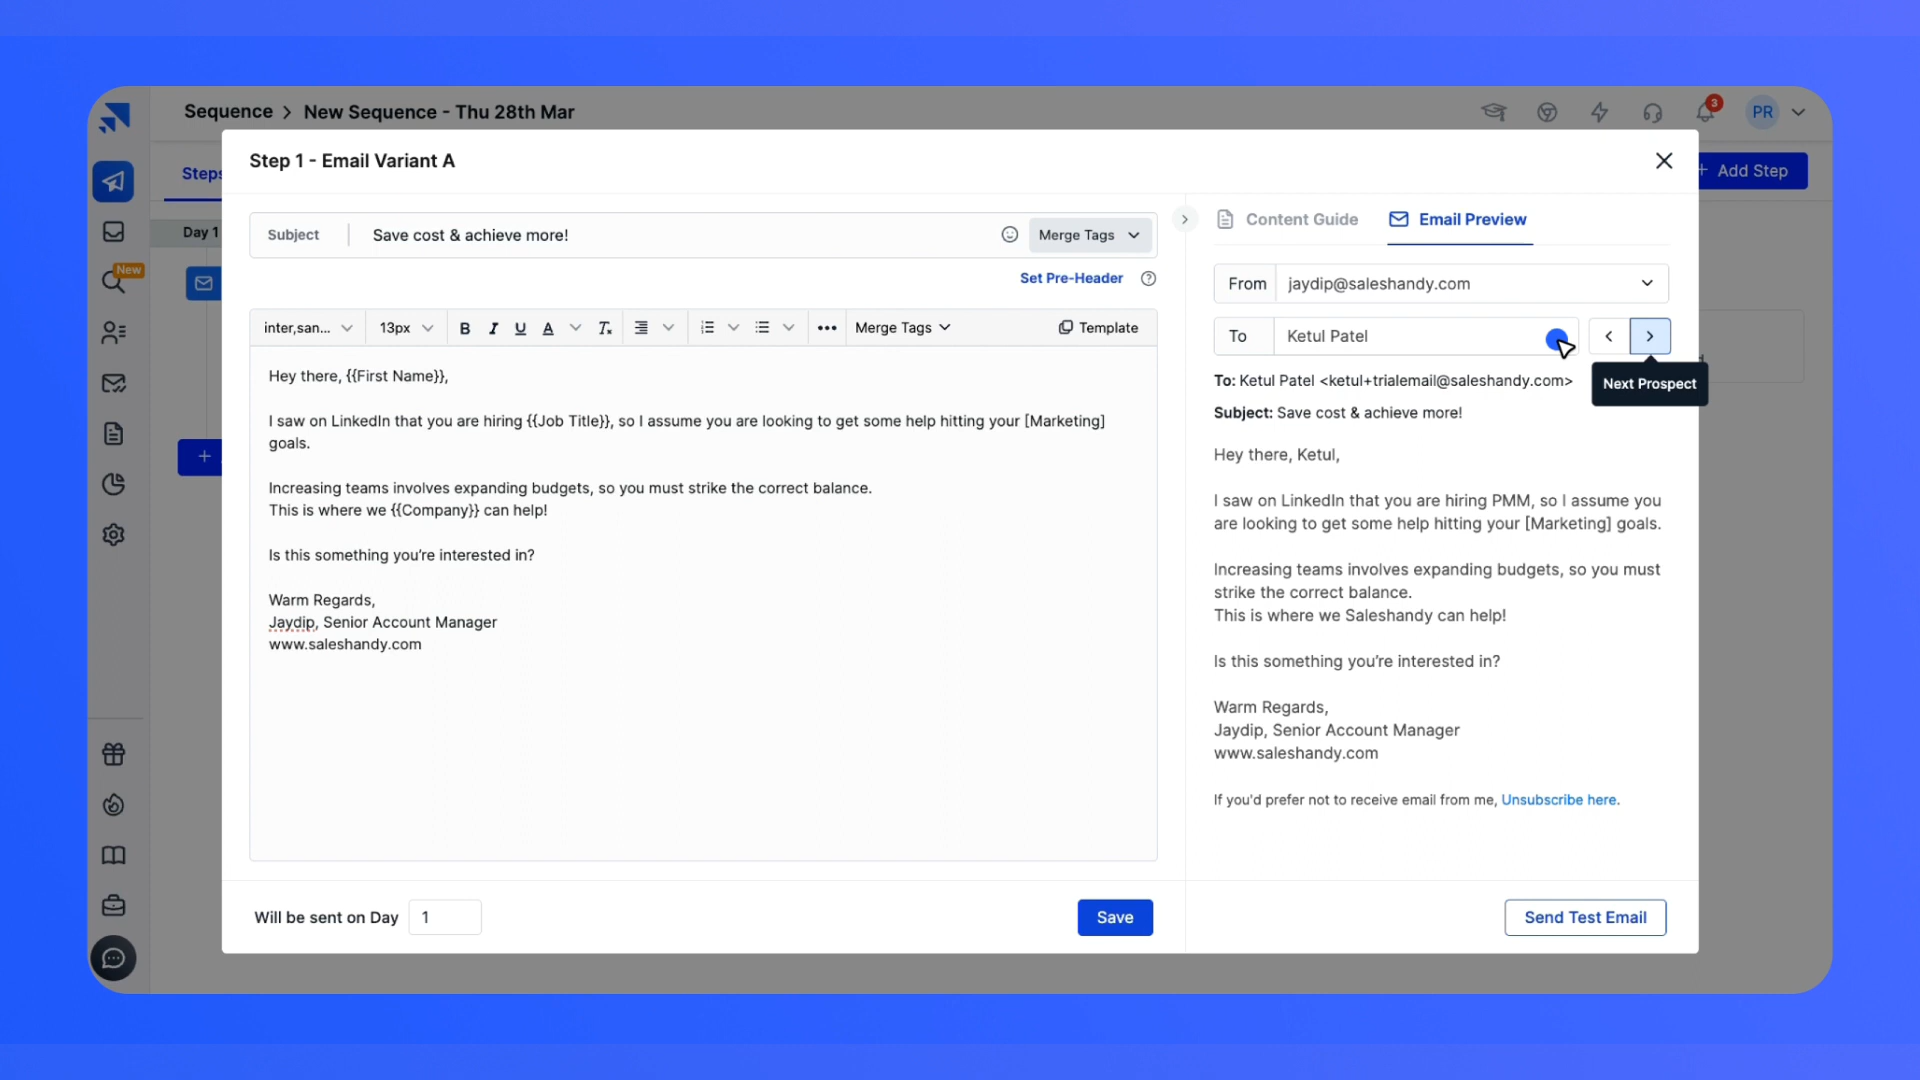 Sequence > New Sequence - Thu 28th Mar
3
PR
Steps
Add Step
New
Day 1
Step 1 - Email Variant A
Subject
Save cost & achieve more!
Merge Tags
Set Pre-Header
inter,san...
13px
B I U A Tx
Merge Tags
Template
Hey there, {{First Name}},
I saw on LinkedIn that you are hiring {{Job Title}}, so I assume you are looking to get some help hitting your [Marketing]
goals.
Increasing teams involves expanding budgets, so you must strike the correct balance.
This is where we {{Company}} can help!
Is this something you're interested in?
Warm Regards,
Jaydip, Senior Account Manager
www.saleshandy.com
Will be sent on Day 1
Save
Content Guide
Email Preview
From
jaydip@saleshandy.com
To
Ketul Patel
Next Prospect
To: Ketul Patel <ketul+trialemail@saleshandy.com>
Subject: Save cost & achieve more!
Hey there, Ketul,
I saw on LinkedIn that you are hiring PMM, so I assume you
are looking to get some help hitting your [Marketing] goals.
Increasing teams involves expanding budgets, so you must
strike the correct balance.
This is where we Saleshandy can help!
Is this something you're interested in?
Warm Regards,
Jaydip, Senior Account Manager
www.saleshandy.com
If you'd prefer not to receive email from me, Unsubscribe here.
Send Test Email